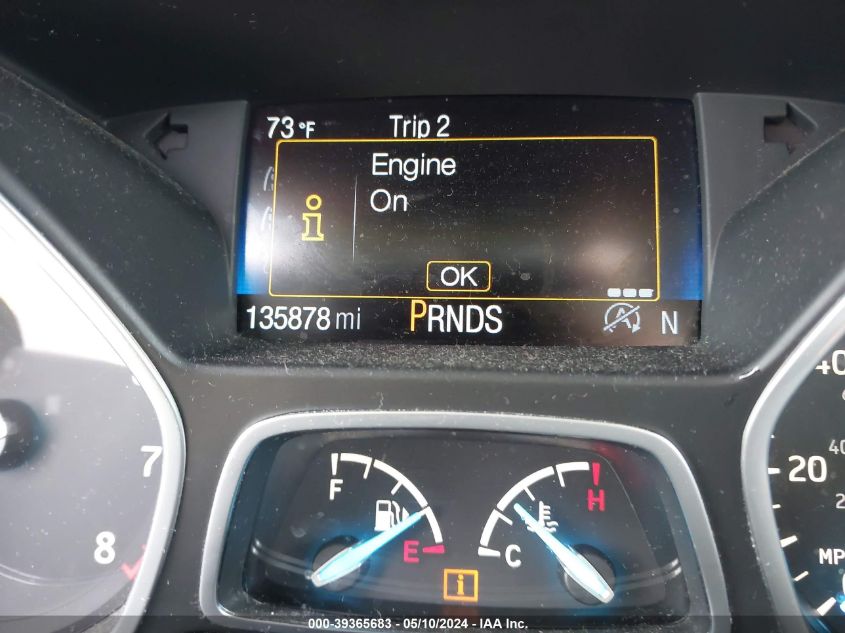 73°F Trip 2
Engine
On
OK
135878 mi PRNDS N
F
E
H
C
7
8
40
20
MP
000-39365683 - 05/10/2024 - IAA Inc.